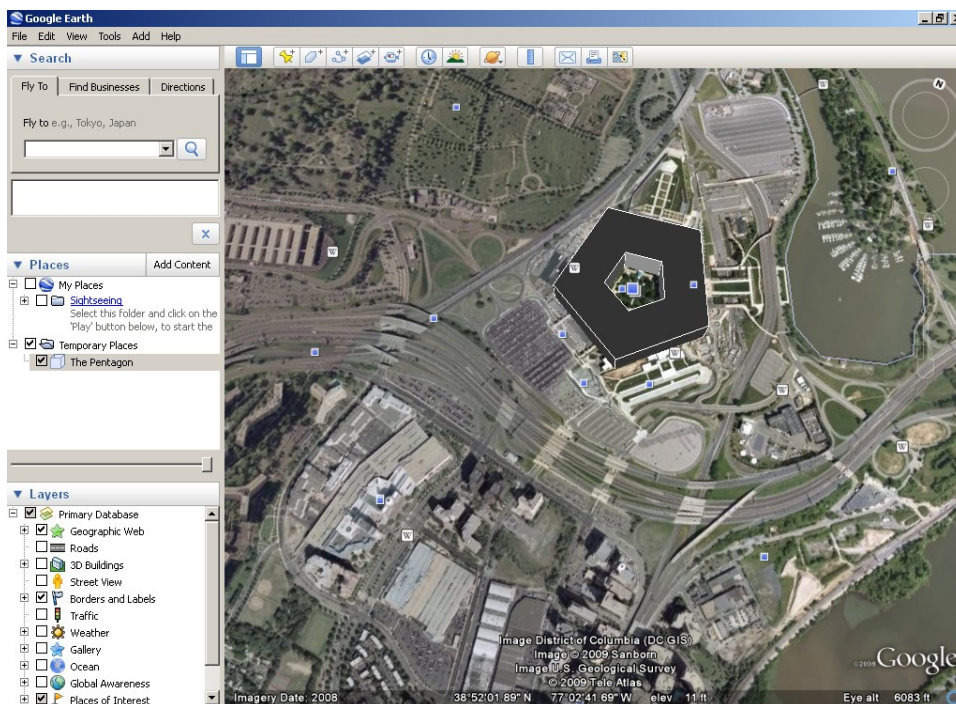 Google Earth
File Edit View Tools Add Help
Search
Fly To Find Businesses Directions
Fly to e.g., Tokyo, Japan
Places Add Content
My Places
Sightseeing
Select this folder and click on the
'Play' button below, to start the
Temporary Places
The Pentagon
Layers
Primary Database
Geographic Web
Roads
3D Buildings
Street View
Borders and Labels
Traffic
Weather
Gallery
Ocean
Global Awareness
Places of Interest
N
W
W
W
W
W
W
W
W
Image District of Columbia (DC GIS)
Image © 2009 Sanborn
Image U.S. Geological Survey
© 2009 Tele Atlas
©2009 Google
Imagery Date: 2008 38°52'01.89" N 77°02'41.69" W elev 11 ft Eye alt 6083 ft